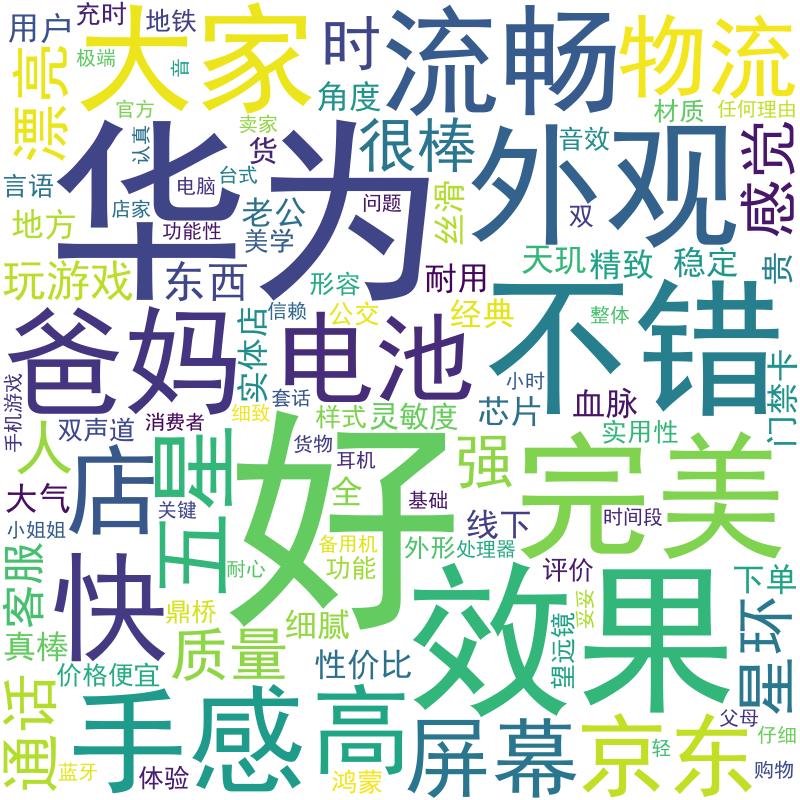 用户
充时
地铁
大家
时
流畅
物流
漂亮
极端
音
角度
材质
任何理由
官方
卖家
认真
货
很棒
音效
外观
感觉
华为
言语
电脑
台式
店家
功能性
老公
美学
问题
丝滑
双
地方
玩游戏
东西
形容
耐用
天玑
精致
稳定
贵
爸妈
实体店
信赖
公交
经典
不错
整体
电池
小时
门禁卡
手机游戏
双声道
消费者
细致
套话
样式
灵敏度
芯片
血脉
实用性
人
五星
店
货物
耳机
好
强
完美
大气
关键
全
基础
线下
时间段
小姐姐
备用机
外形
处理器
客服
快
耐心
功能
评价
妥妥
下单
鼎桥
细腻
效果
望远镜
星环
真棒
价格便宜
质量
性价比
通话
手感
高
屏幕
京东
父母
轻
仔细
蓝牙
体验
鸿蒙
购物